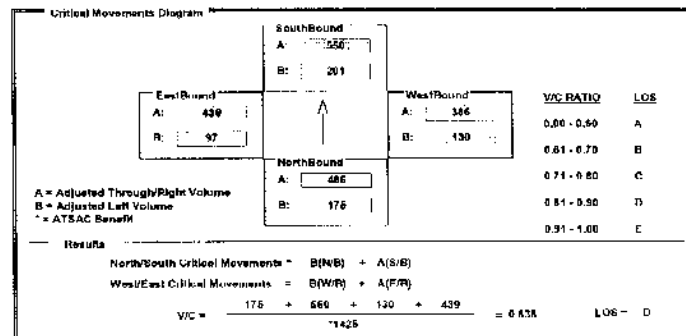 Critical Movements Diagram
SouthBound
A: 550
B: 201
EastBound
A: 439
B: 97
WestBound
A: 386
B: 130
NorthBound
A: 486
B: 175
V/C RATIO LOS
0.00 - 0.60 A
0.61 - 0.70 B
0.71 - 0.80 C
0.81 - 0.90 D
0.91 - 1.00 E
A = Adjusted Through/Right Volume
B = Adjusted Left Volume
* = ATSAC Benefit
Results
North/South Critical Movements = B(N/B) + A(S/B)
West/East Critical Movements = B(W/B) + A(E/B)
V/C = 175 + 550 + 130 + 439 = 0.838 LOS = D
*1425